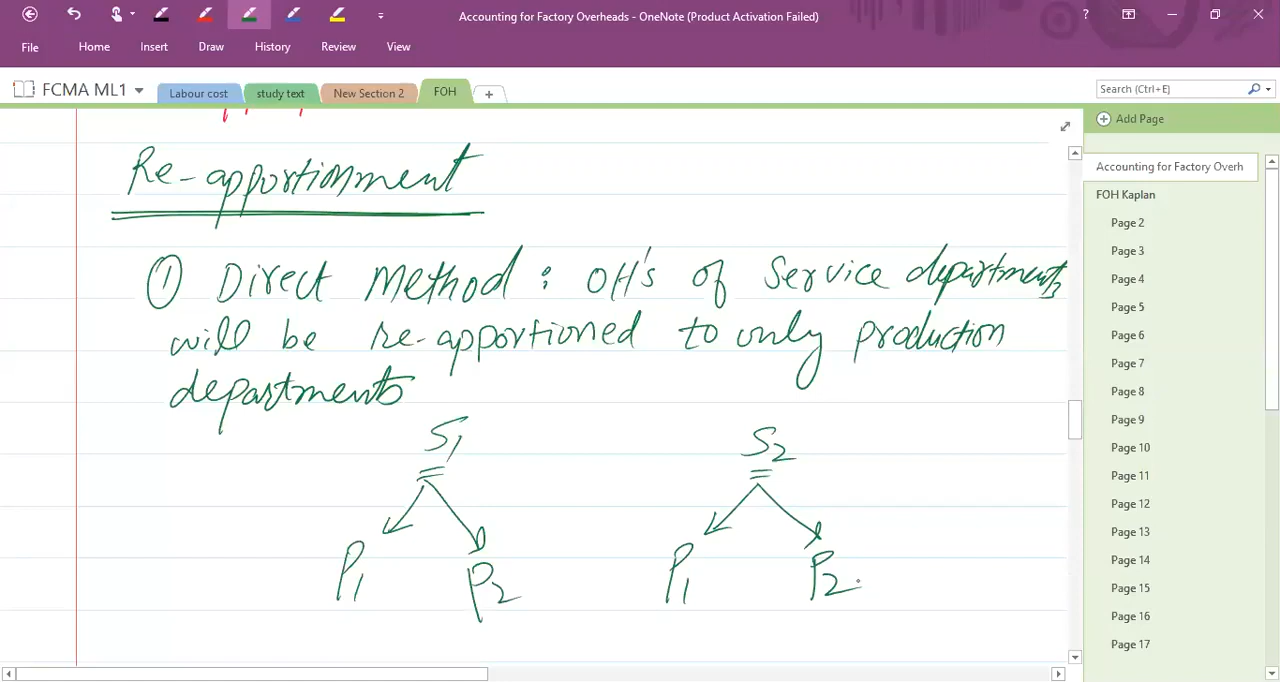 Accounting for Factory Overheads - OneNote (Product Activation Failed)
?
File Home Insert Draw History Review View
FCMA ML1 Labour cost study text New Section 2 FOH +
Search (Ctrl+E)
Add Page
Accounting for Factory Overh
FOH Kaplan
Page 2
Page 3
Page 4
Page 5
Page 6
Page 7
Page 8
Page 9
Page 10
Page 11
Page 12
Page 13
Page 14
Page 15
Page 16
Page 17
Re-apportionment
① Direct Method : OH's of Service departments
will be re-apportioned to only production
departments
S1 S2
P1 P2 P1 P2